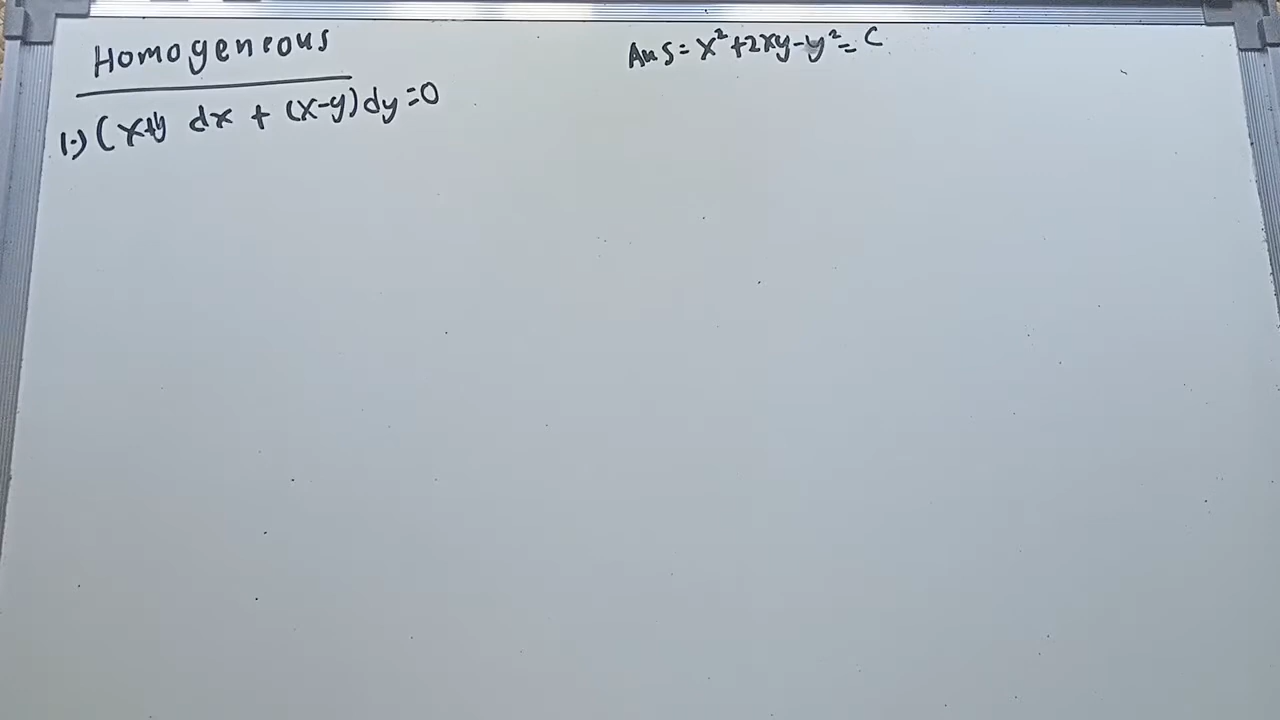 Homogeneous
Ans = x² + 2xy - y² = C
1.) (x+y dx + (x-y) dy = 0